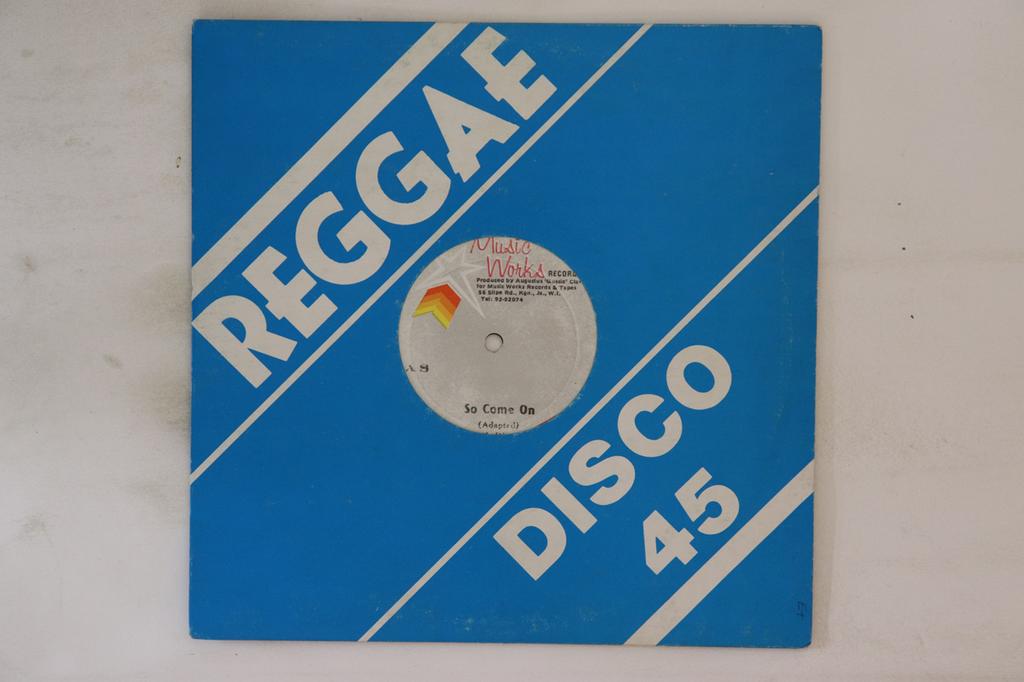 REGGAE
Music
Works RECORD
Produced by Augustus "Gussie" Cla
for Music Works Records & Tapes
56 Slipe Rd., Kgn., Ja., W.I.
Tel: 92-92074
So Come On
(Adapted)
DISCO
45